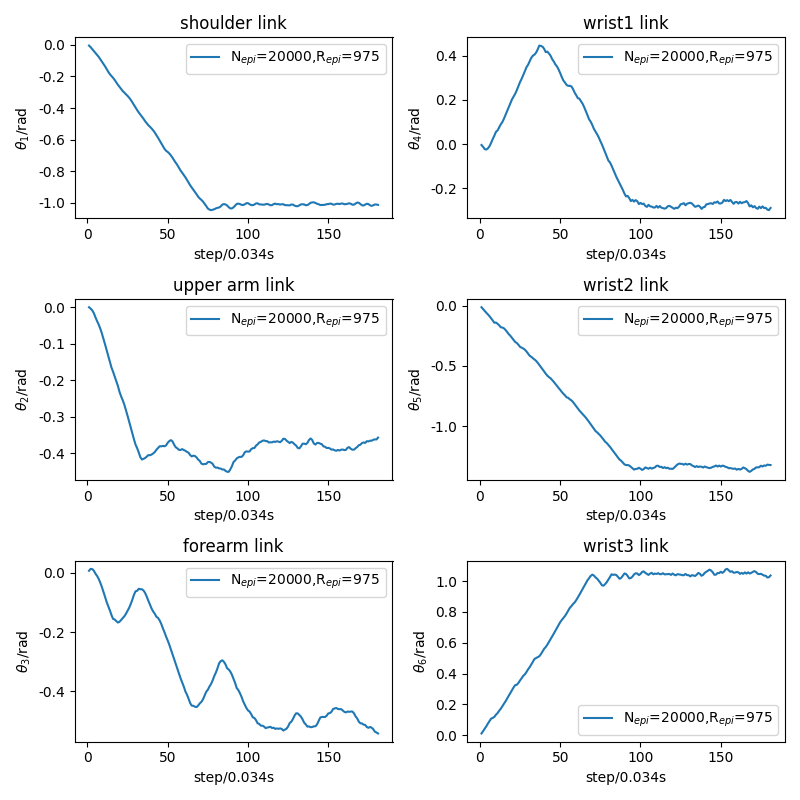 shoulder link
N_epi=20000,R_epi=975
θ_1/rad
0.0
-0.2
-0.4
-0.6
-0.8
-1.0
0 50 100 150
step/0.034s
wrist1 link
N_epi=20000,R_epi=975
θ_4/rad
0.4
0.2
0.0
-0.2
0 50 100 150
step/0.034s
upper arm link
N_epi=20000,R_epi=975
θ_2/rad
0.0
-0.1
-0.2
-0.3
-0.4
0 50 100 150
step/0.034s
wrist2 link
N_epi=20000,R_epi=975
θ_5/rad
0.0
-0.5
-1.0
0 50 100 150
step/0.034s
forearm link
N_epi=20000,R_epi=975
θ_3/rad
0.0
-0.2
-0.4
0 50 100 150
step/0.034s
wrist3 link
θ_6/rad
1.0
0.8
0.6
0.4
0.2
0.0
N_epi=20000,R_epi=975
0 50 100 150
step/0.034s